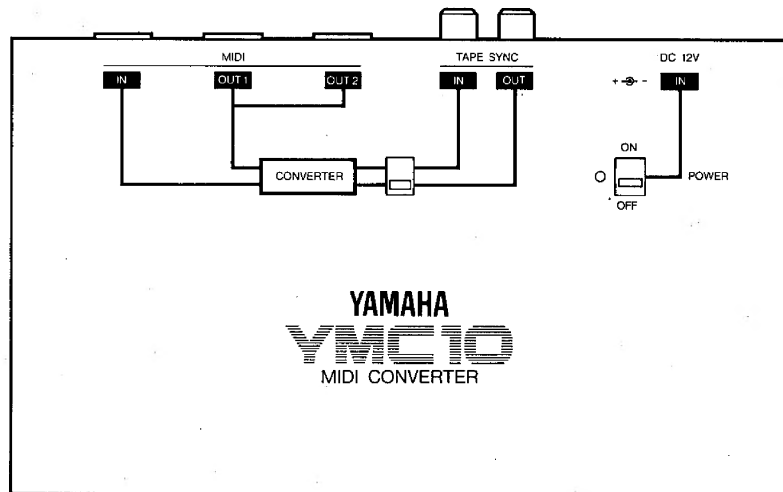 MIDI TAPE SYNC DC 12V
IN OUT 1 OUT 2 IN OUT + - IN
ON
CONVERTER POWER
OFF
YAMAHA
YMC10
MIDI CONVERTER